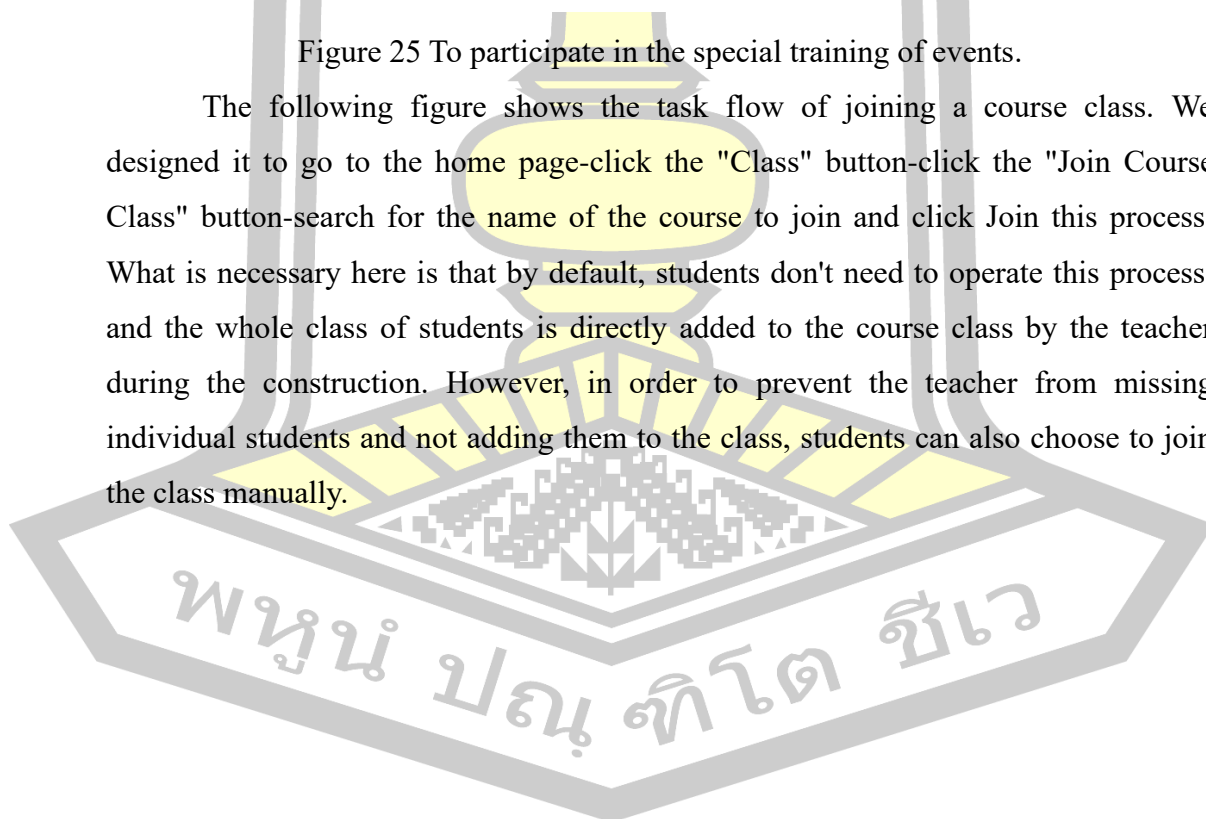 Figure 25 To participate in the special training of events.
The following figure shows the task flow of joining a course class. We
designed it to go to the home page-click the "Class" button-click the "Join Course
Class" button-search for the name of the course to join and click Join this process.
What is necessary here is that by default, students don't need to operate this process,
and the whole class of students is directly added to the course class by the teacher
during the construction. However, in order to prevent the teacher from missing
individual students and not adding them to the class, students can also choose to join
the class manually.
พหูนํ ปณฺฑิโต ชีเว